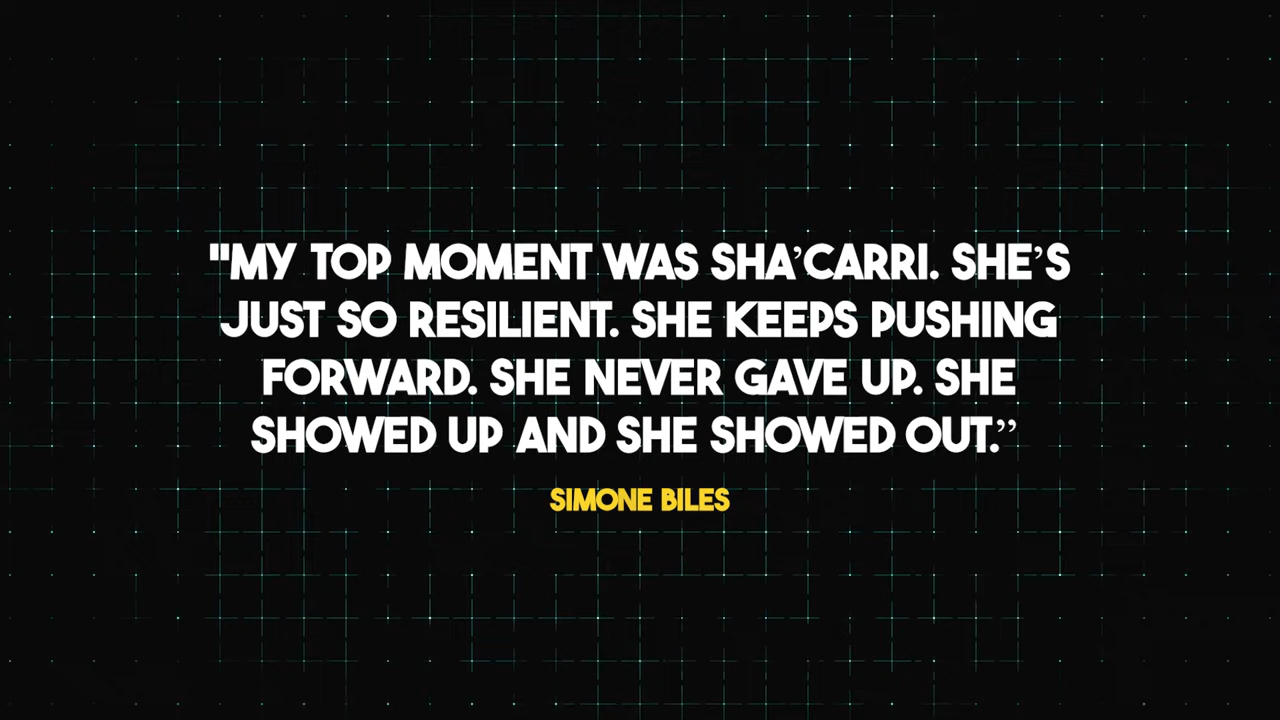 "MY TOP MOMENT WAS SHA’CARRI. SHE’S
JUST SO RESILIENT. SHE KEEPS PUSHING
FORWARD. SHE NEVER GAVE UP. SHE
SHOWED UP AND SHE SHOWED OUT.”
SIMONE BILES